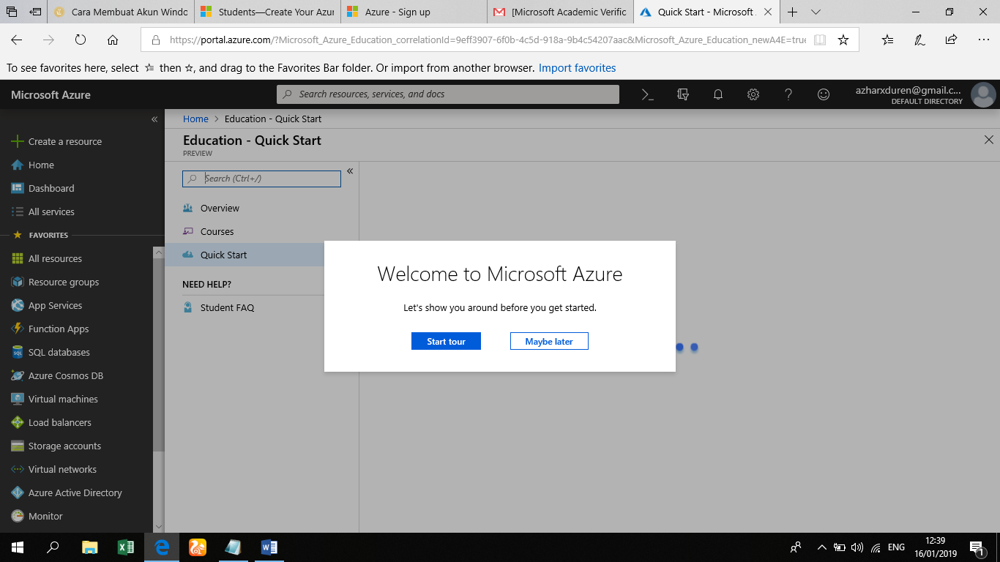 Cara Membuat Akun Windo
Students—Create Your Azur
Azure - Sign up
[Microsoft Academic Verific
Quick Start - Microsoft
https://portal.azure.com/?Microsoft_Azure_Education_correlationId=9eff3907-6f0b-4c5d-918a-9b4c54207aac&Microsoft_Azure_Education_newA4E=true
To see favorites here, select then ☆, and drag to the Favorites Bar folder. Or import from another browser. Import favorites
Microsoft Azure
Search resources, services, and docs
azharxduren@gmail.c...
DEFAULT DIRECTORY
Create a resource
Home
Dashboard
All services
FAVORITES
All resources
Resource groups
App Services
Function Apps
SQL databases
Azure Cosmos DB
Virtual machines
Load balancers
Storage accounts
Virtual networks
Azure Active Directory
Monitor
Home > Education - Quick Start
Education - Quick Start
PREVIEW
Search (Ctrl+/)
Overview
Courses
Quick Start
NEED HELP?
Student FAQ
Welcome to Microsoft Azure
Let's show you around before you get started.
Start tour
Maybe later
ENG
12:39
16/01/2019
1